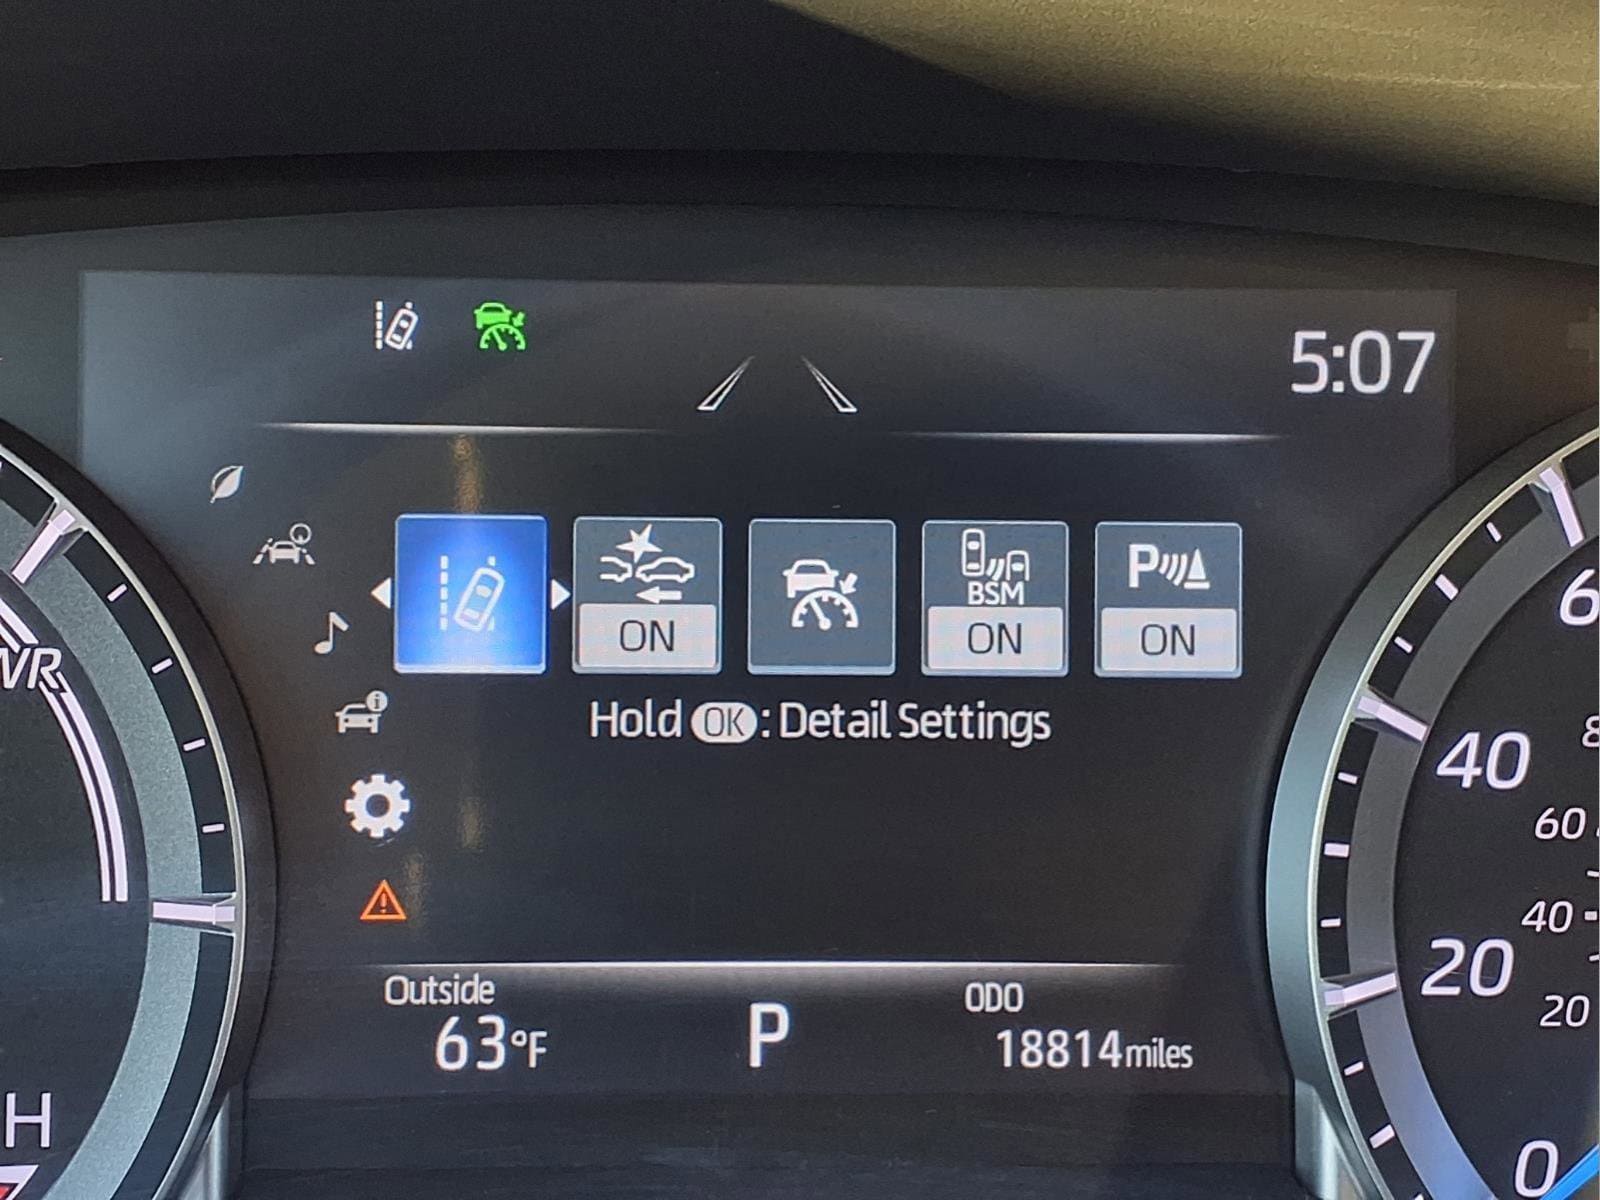 5:07
BSM
P
ON
ON
ON
Hold OK : Detail Settings
Outside
63°F
P
ODO
18814 miles
60
40
20
40
20
0
H